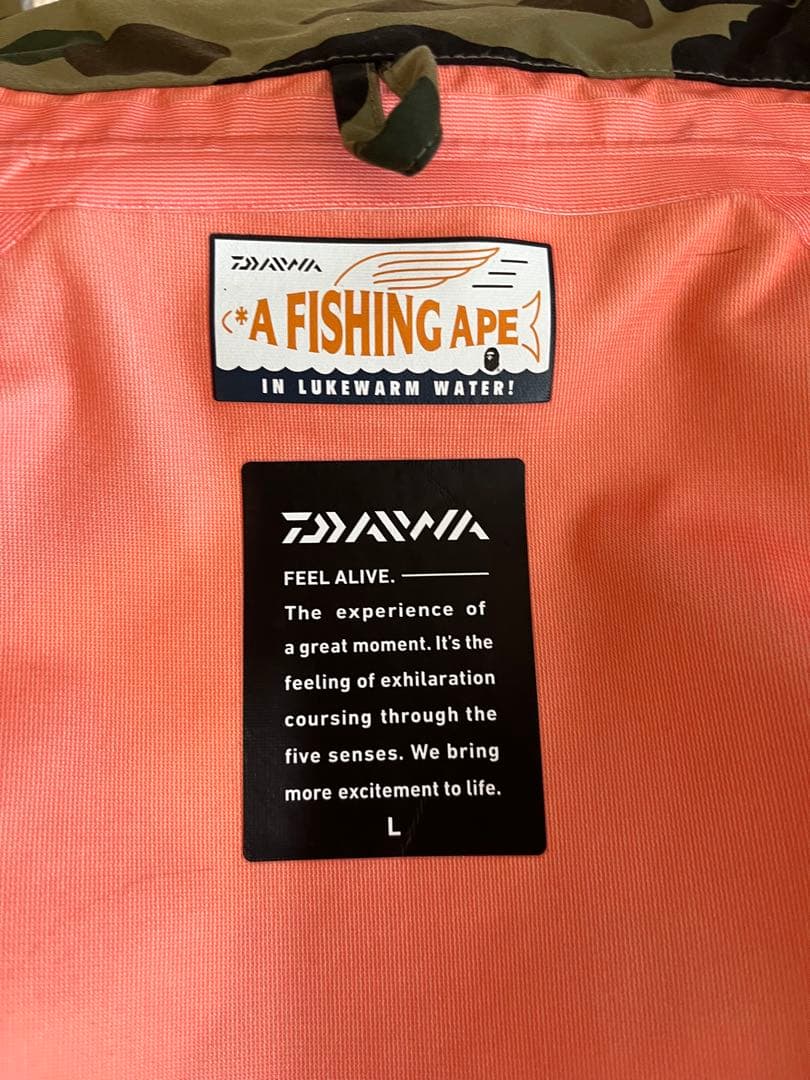 DAIWA
*A FISHING APE
IN LUKEWARM WATER!
DAIWA
FEEL ALIVE.
The experience of
a great moment. It's the
feeling of exhilaration
coursing through the
five senses. We bring
more excitement to life.
L